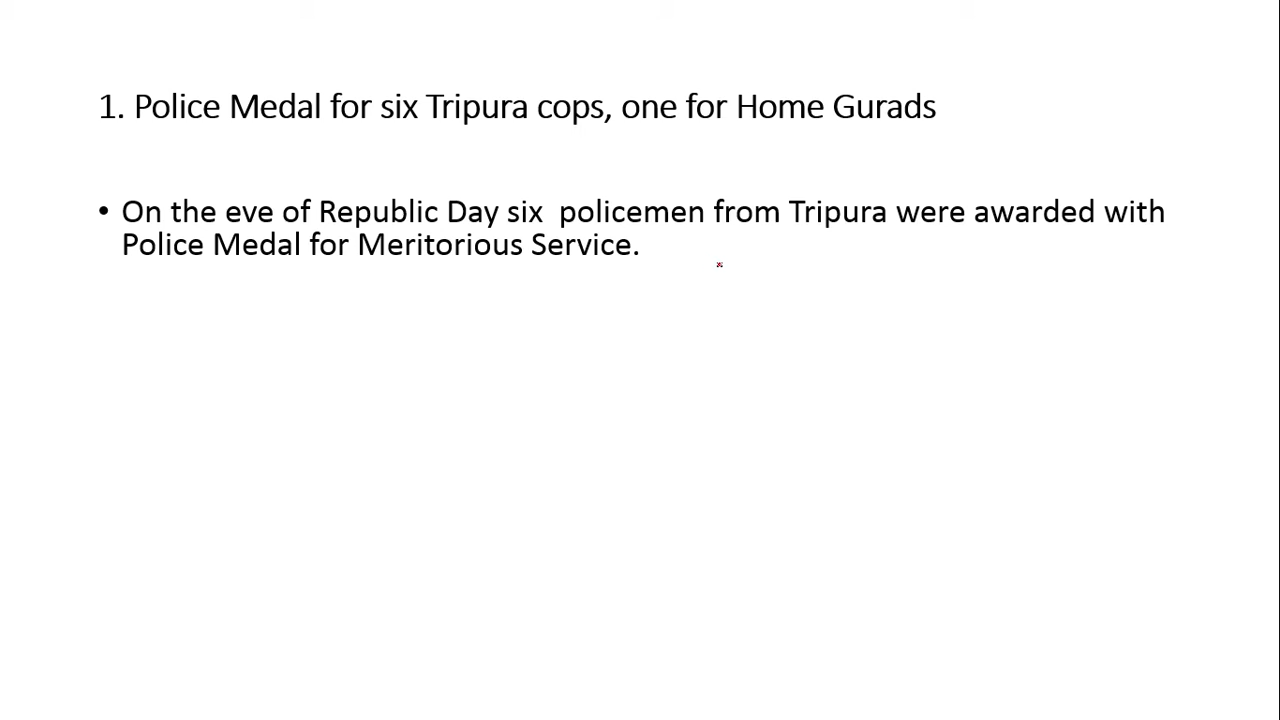 1. Police Medal for six Tripura cops, one for Home Gurads
• On the eve of Republic Day six  policemen from Tripura were awarded with
Police Medal for Meritorious Service.